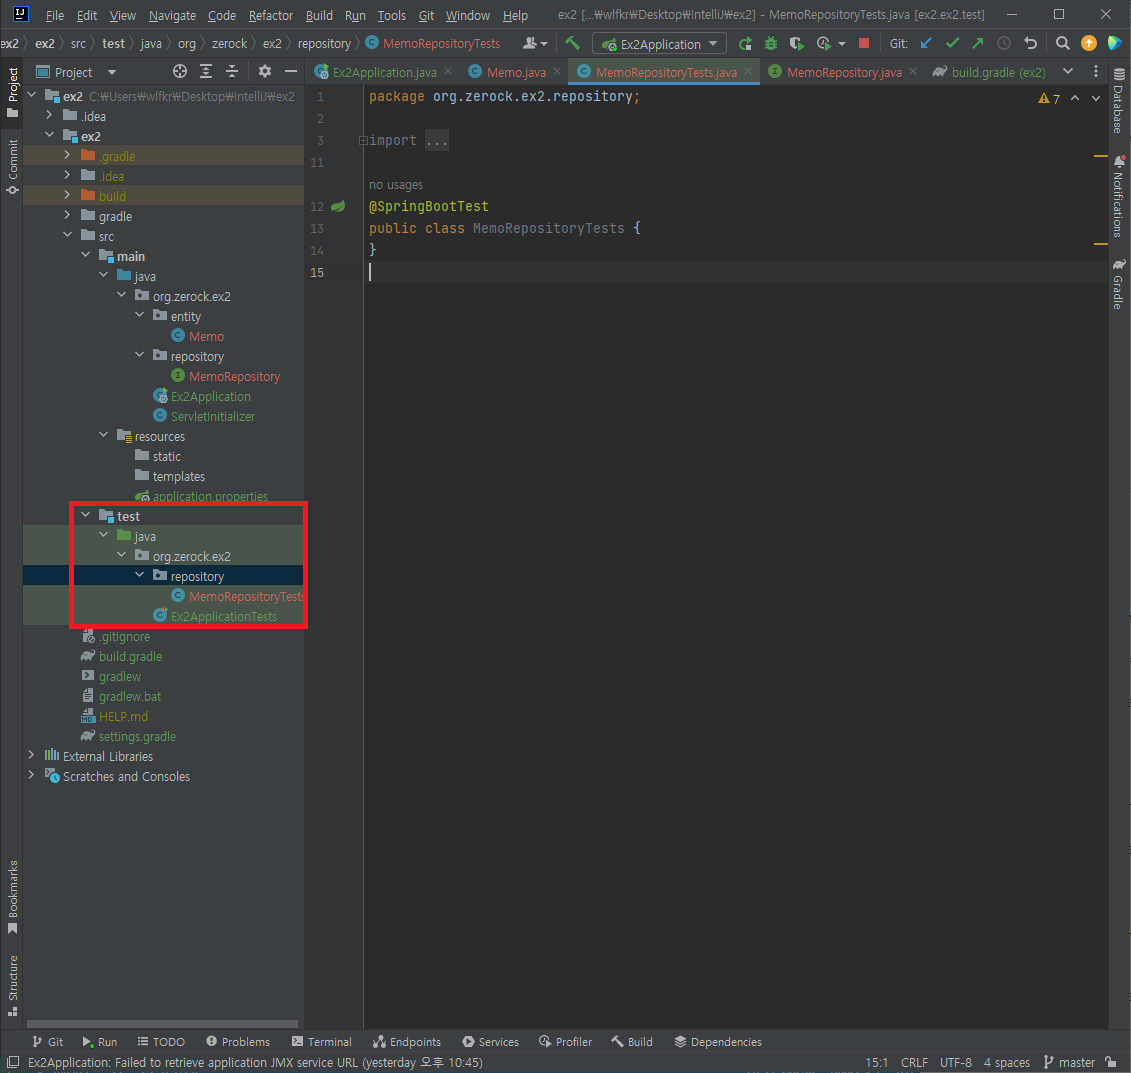 File Edit View Navigate Code Refactor Build Run Tools Git Window Help ex2 [...₩wlfkr₩Desktop₩IntelliJ₩ex2] - MemoRepositoryTests.java [ex2.ex2.test]
ex2 ex2 src test java org zerock ex2 repository MemoRepositoryTests Ex2Application Git:
Project Ex2Application.java Memo.java MemoRepositoryTests.java MemoRepository.java build.gradle (ex2)
Project
Commit
Bookmarks
Structure
ex2 C:₩Users₩wlfkr₩Desktop₩IntelliJ₩ex2
.idea
ex2
.gradle
.idea
build
gradle
src
main
java
org.zerock.ex2
entity
Memo
repository
MemoRepository
Ex2Application
ServletInitializer
resources
static
templates
application.properties
test
java
org.zerock.ex2
repository
MemoRepositoryTests
Ex2ApplicationTests
.gitignore
build.gradle
gradlew
gradlew.bat
HELP.md
settings.gradle
External Libraries
Scratches and Consoles
1 package org.zerock.ex2.repository;
2
3 import ...
11
no usages
12 @SpringBootTest
13 public class MemoRepositoryTests {
14 }
15
7
Database
Notifications
Gradle
Git Run TODO Problems Terminal Endpoints Services Profiler Build Dependencies
Ex2Application: Failed to retrieve application JMX service URL (yesterday 오후 10:45) 15:1 CRLF UTF-8 4 spaces master